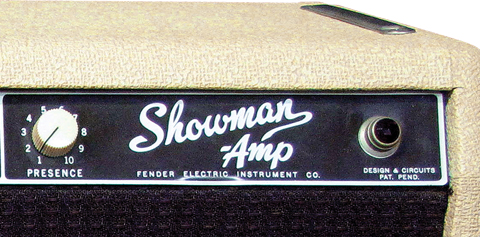 5 6
4 7
3 8
2 9
1 10
PRESENCE
Showman
-Amp
FENDER ELECTRIC INSTRUMENT CO.
DESIGN & CIRCUITS
PAT. PEND.